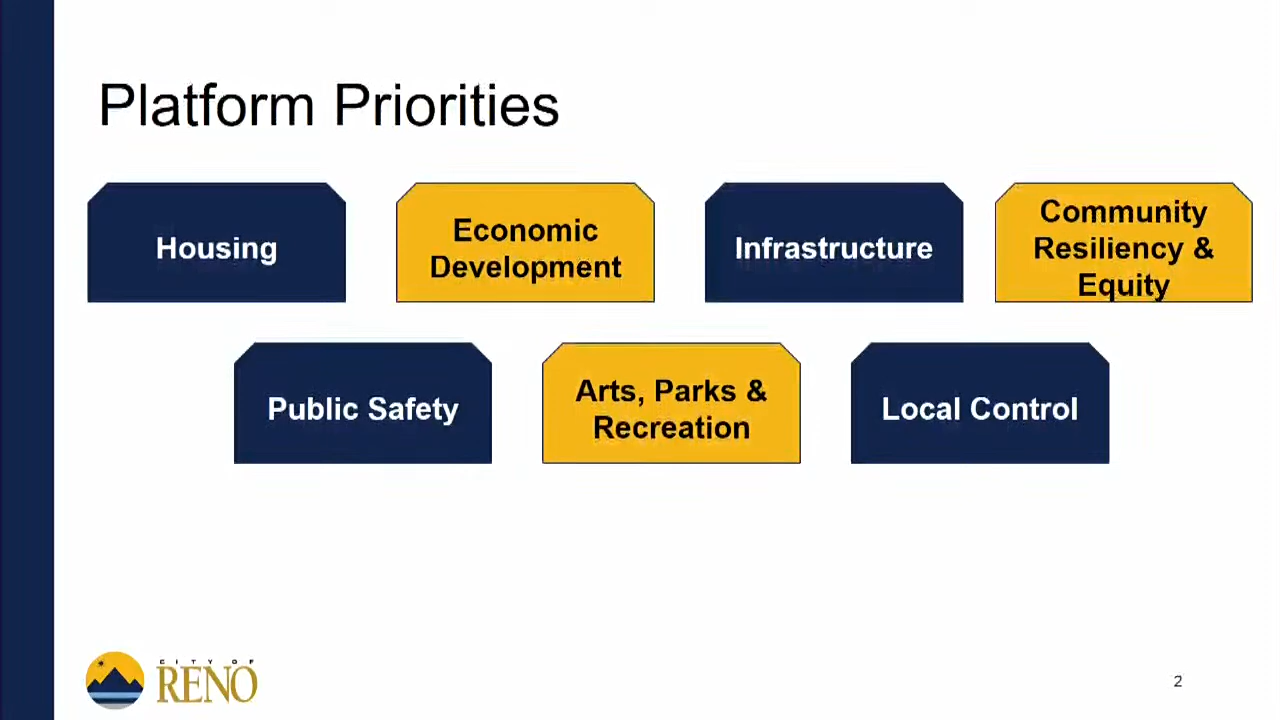 Platform Priorities
Housing
Economic
Development
Infrastructure
Community
Resiliency &
Equity
Public Safety
Arts, Parks &
Recreation
Local Control
CITY OF
RENO
2